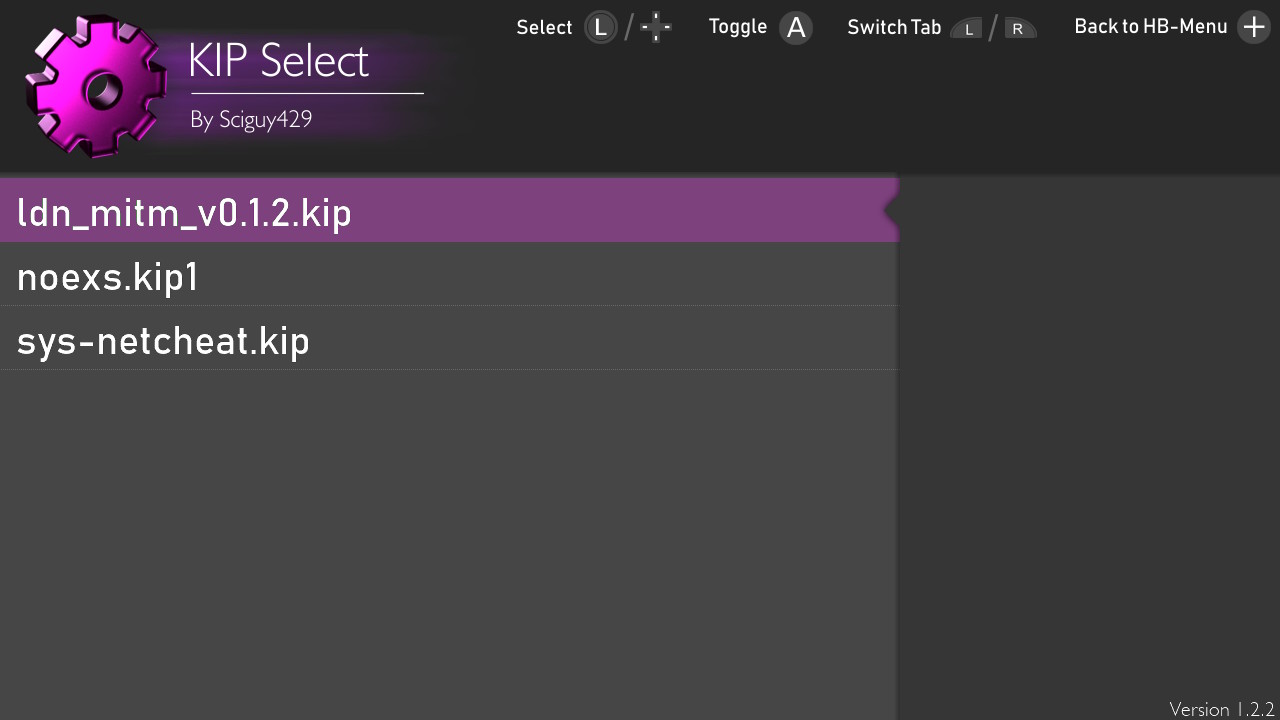 Select L / Toggle A Switch Tab L / R Back to HB-Menu +
KIP Select
By Sciguy429
ldn_mitm_v0.1.2.kip
noexs.kip1
sys-netcheat.kip
Version 1.2.2